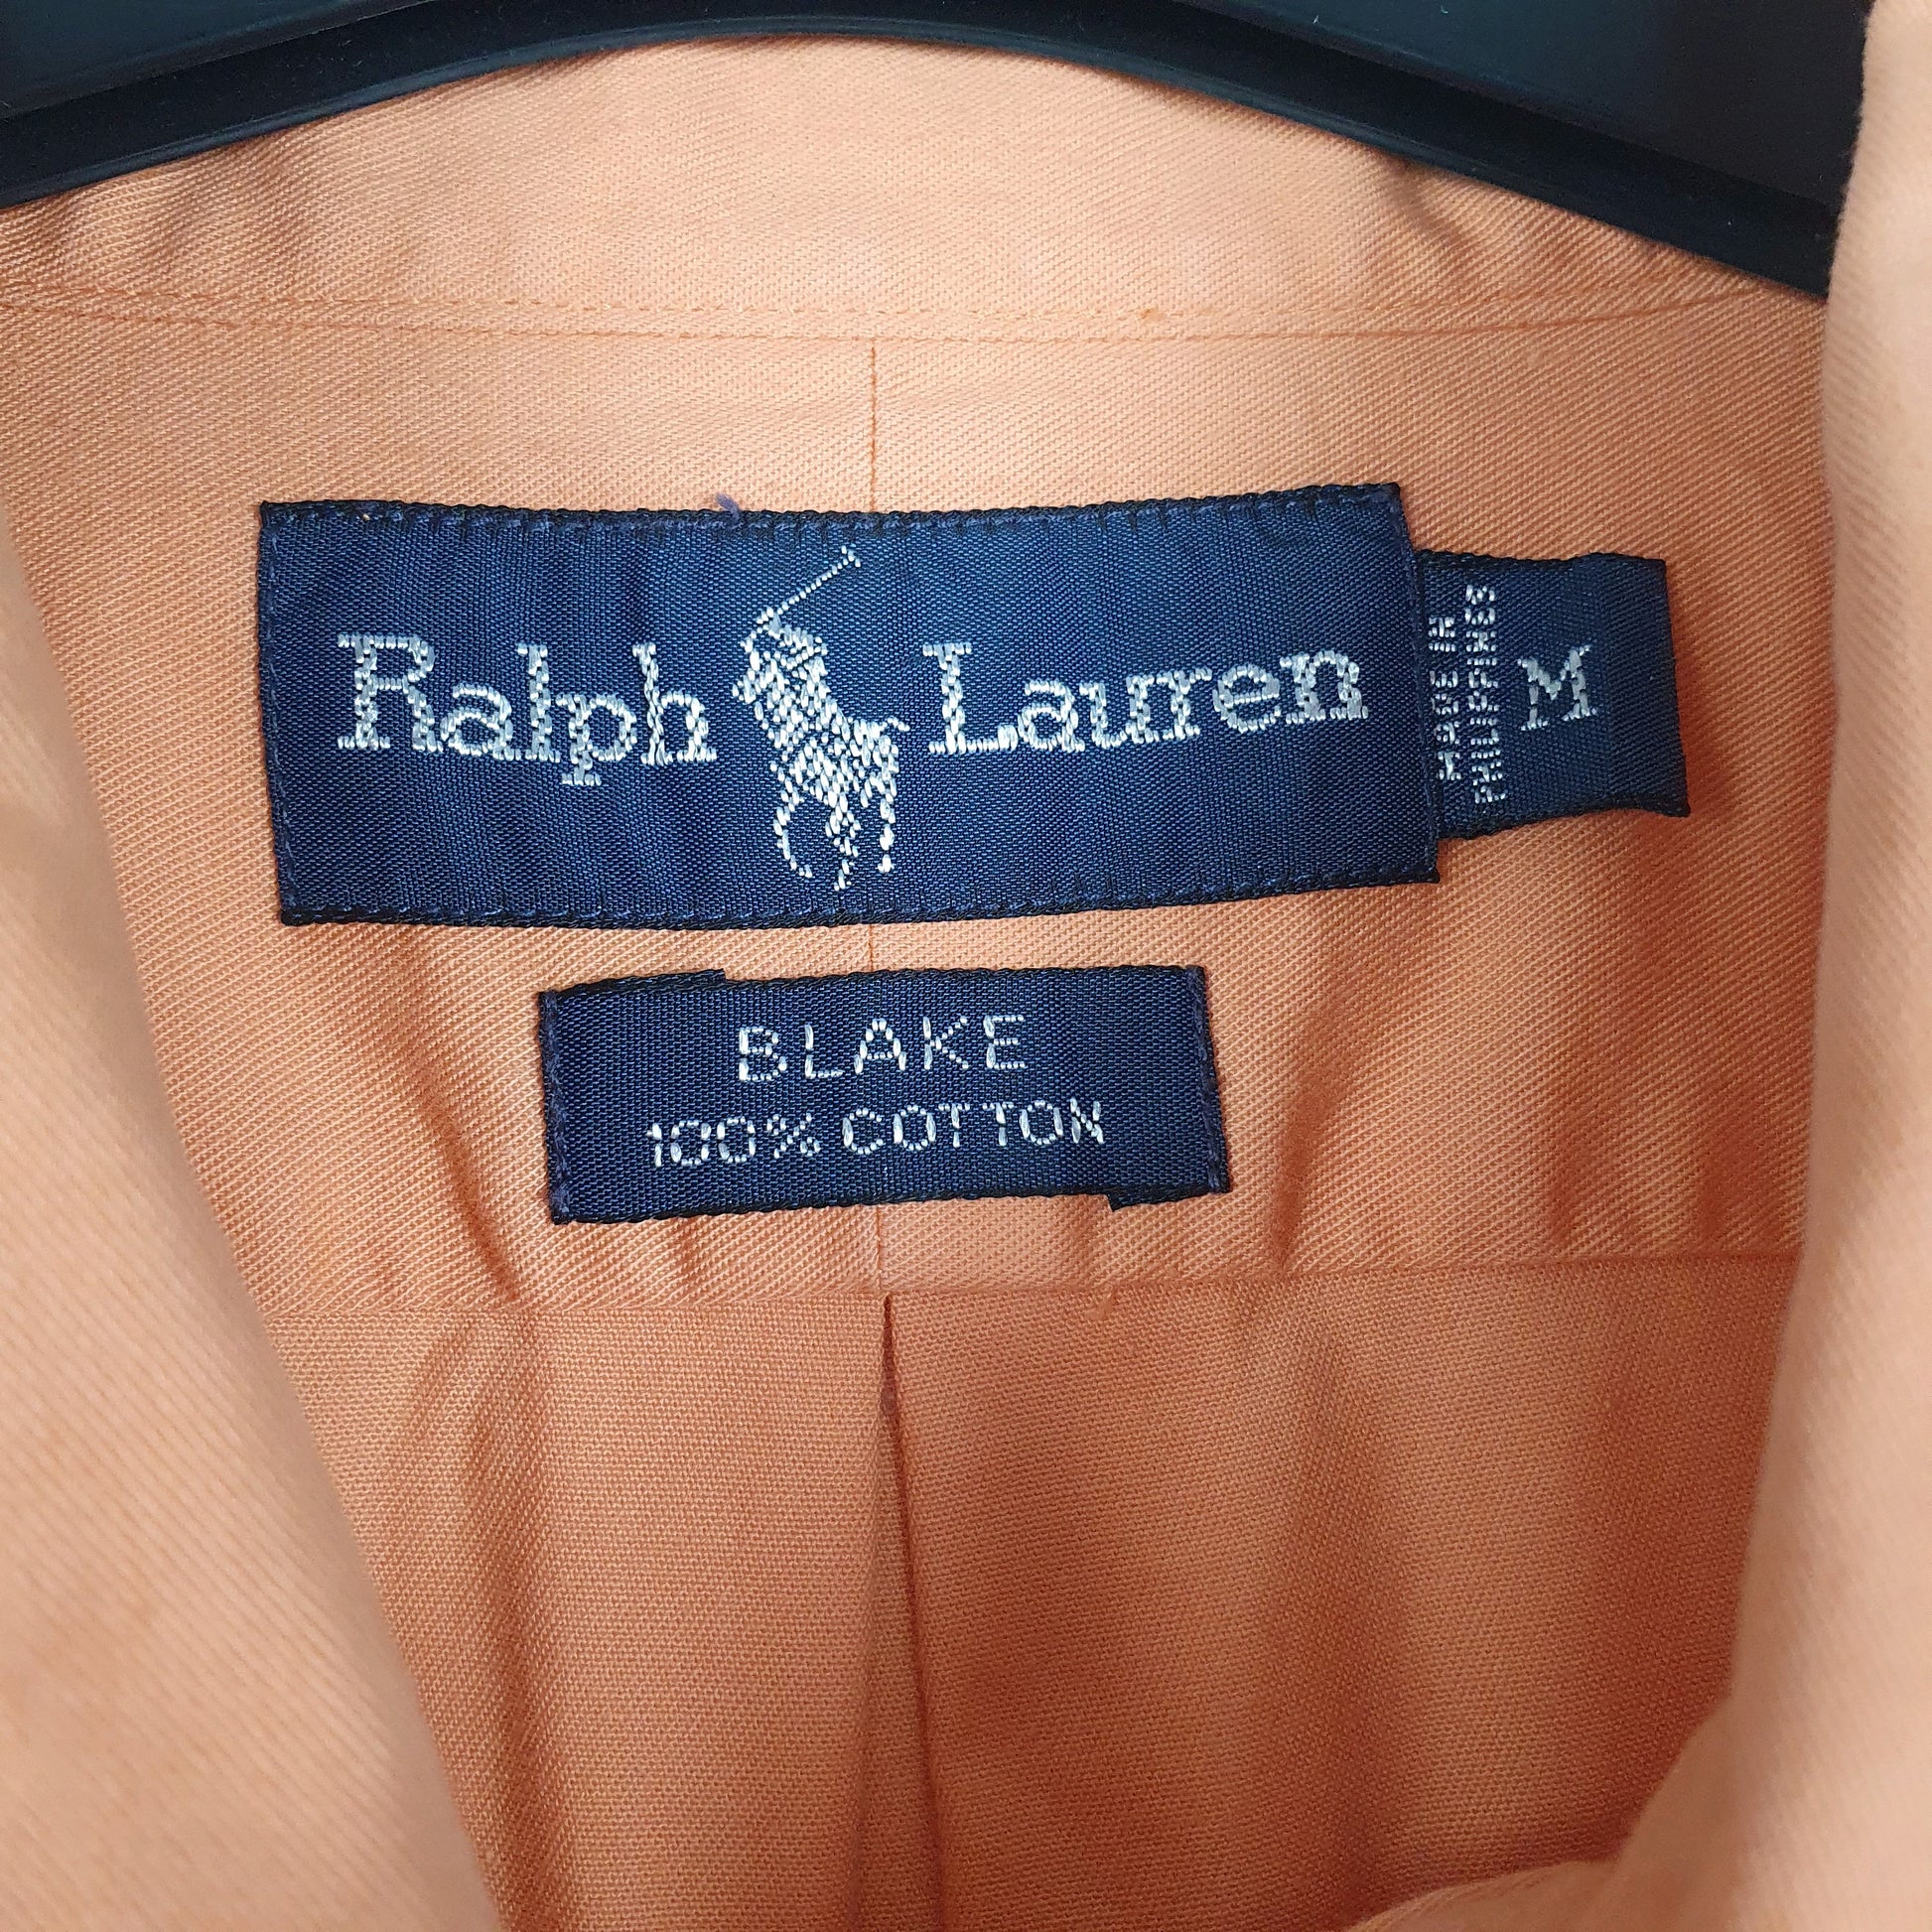 Ralph Lauren
MADE IN
PHILIPPINES
M
BLAKE
100% COTTON